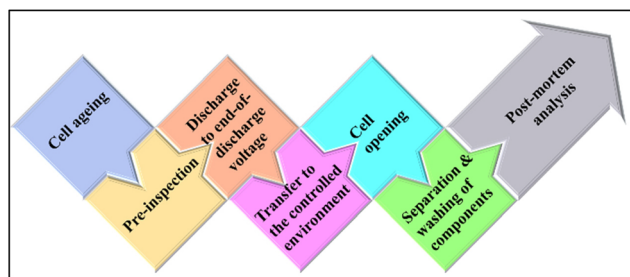 Cell ageing
Pre-inspection
Discharge
to end-of-
discharge
voltage
Transfer to
the controlled
environment
Cell
opening
Separation &
washing of
components
Post-mortem
analysis